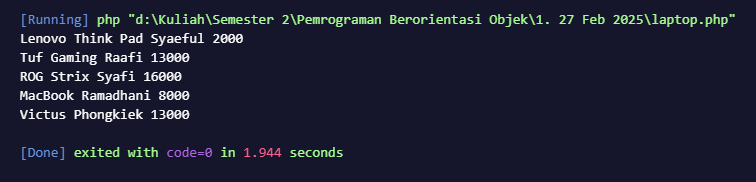 [Running] php "d:\Kuliah\Semester 2\Pemrograman Berorientasi Objek\1. 27 Feb 2025\laptop.php"
Lenovo Think Pad Syaeful 2000
Tuf Gaming Raafi 13000
ROG Strix Syafi 16000
MacBook Ramadhani 8000
Victus Phongkiek 13000
[Done] exited with code=0 in 1.944 seconds